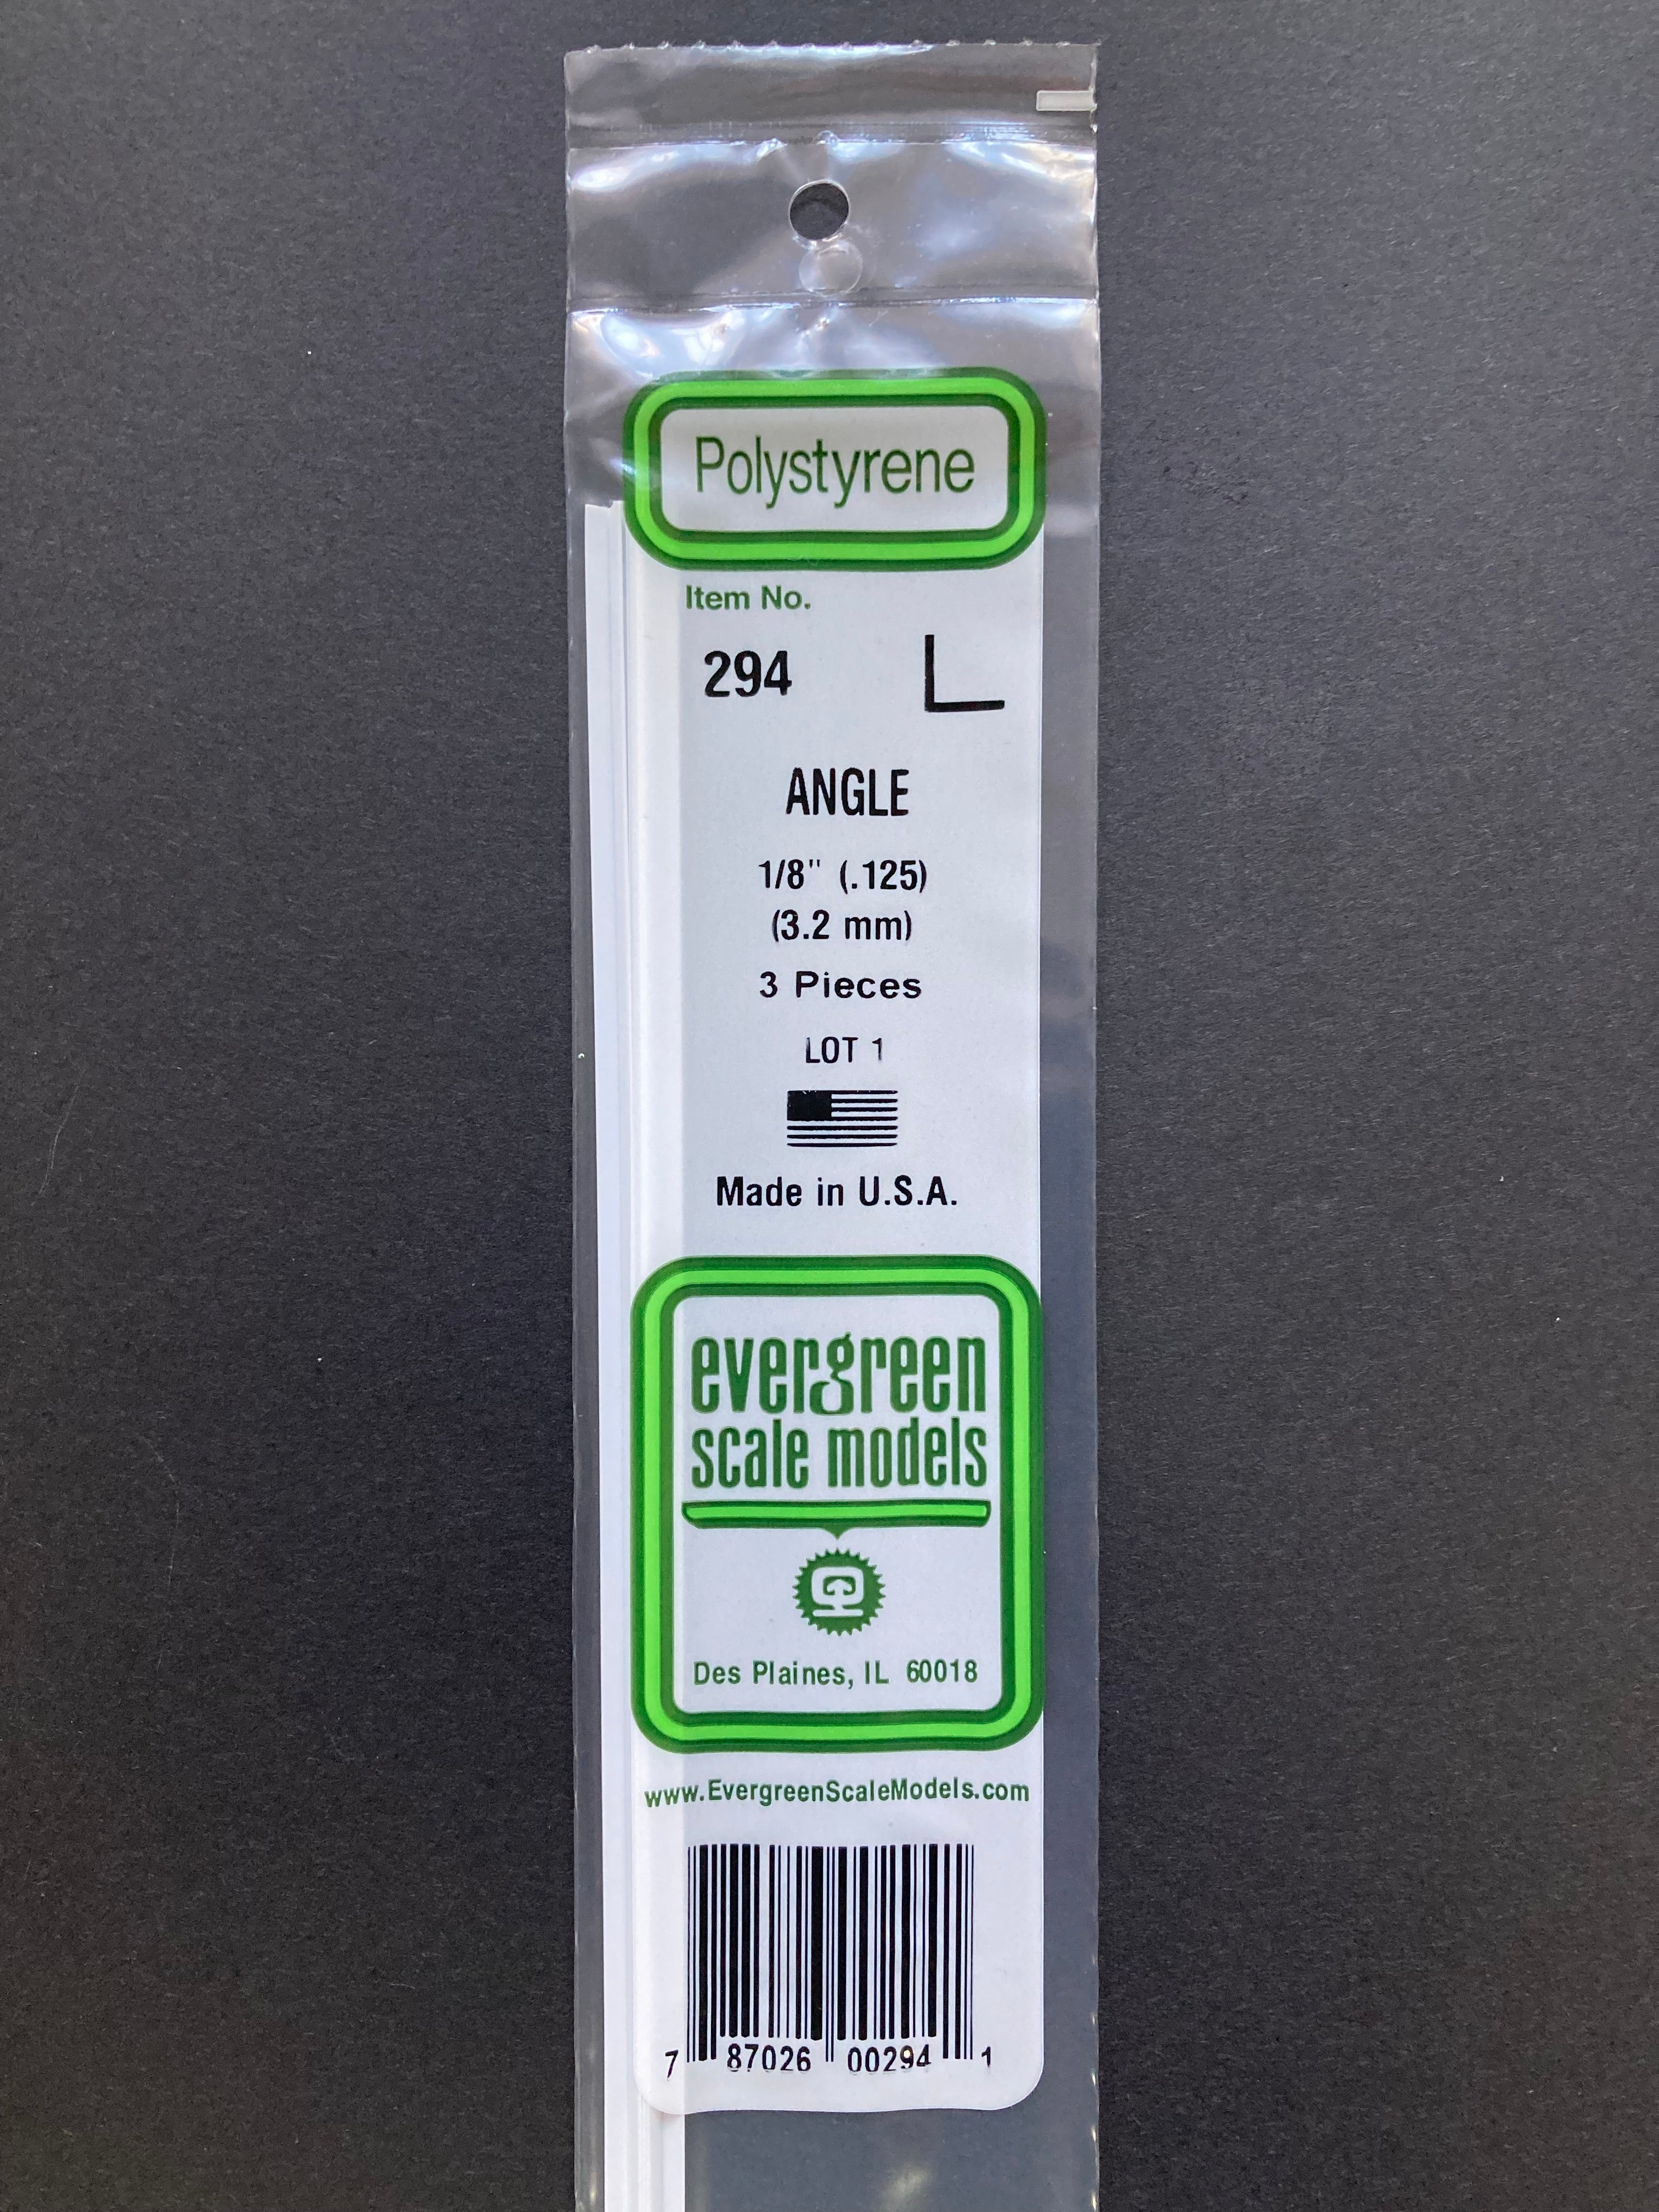 Polystyrene
Item No.
294
ANGLE
1/8" (.125)
(3.2 mm)
3 Pieces
LOT 1
Made in U.S.A.
evergreen
scale models
Des Plaines, IL 60018
www.EvergreenScaleModels.com
7 87026 00294 1